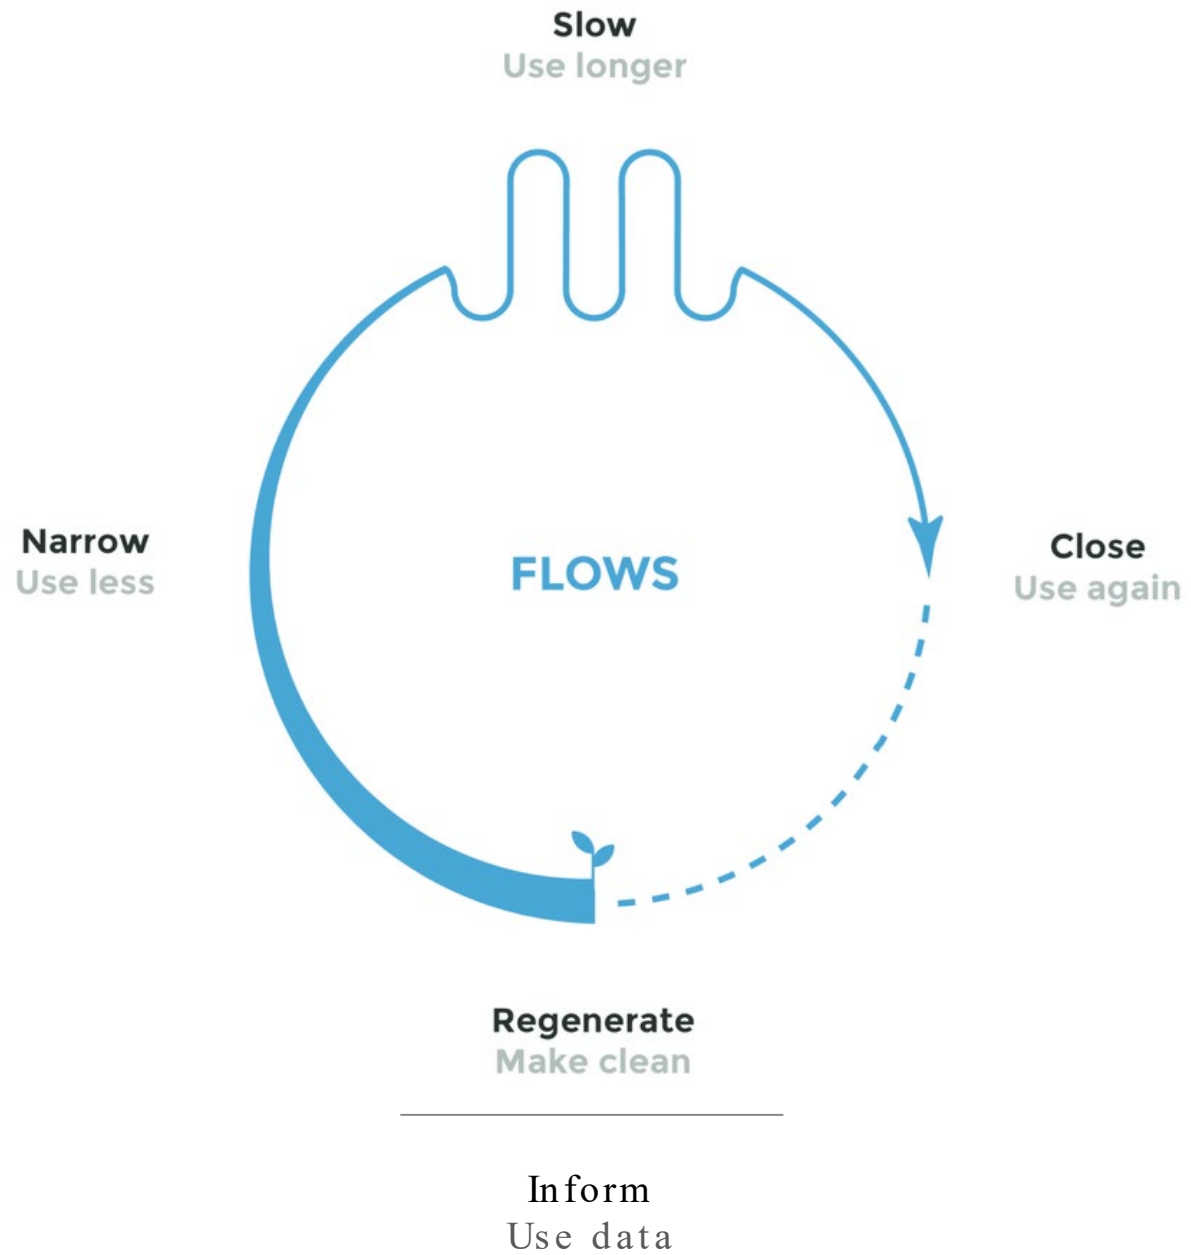 Slow
Use longer
Narrow
Use less
FLOWS
Close
Use again
Regenerate
Make clean
Inform
Use data